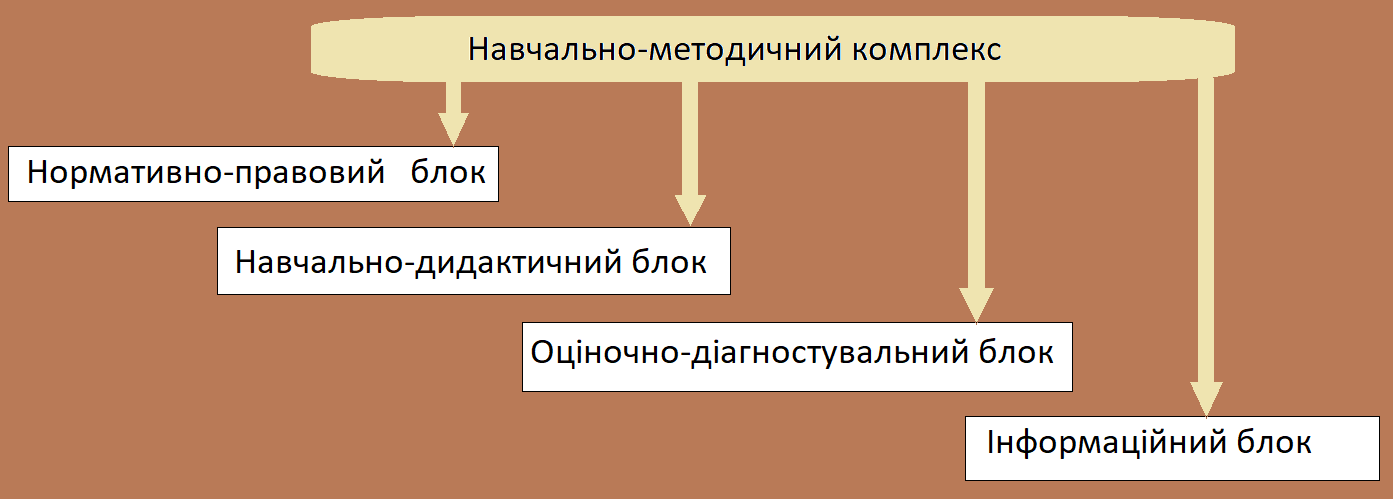 Навчально-методичний комплекс
Нормативно-правовий блок
Навчально-дидактичний блок
Оціночно-діагностувальний блок
Інформаційний блок